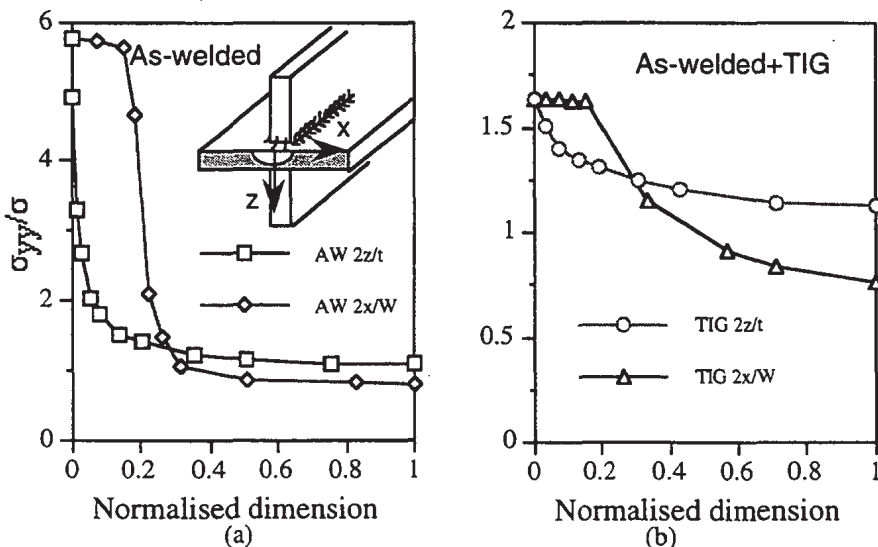 6
4
2
0
σyy/σ
As-welded
x
z
AW 2z/t
AW 2x/W
0
0.2
0.4
0.6
0.8
1
Normalised dimension
(a)
2
1.5
1
0.5
0
As-welded+TIG
TIG 2z/t
TIG 2x/W
0
0.2
0.4
0.6
0.8
1
Normalised dimension
(b)